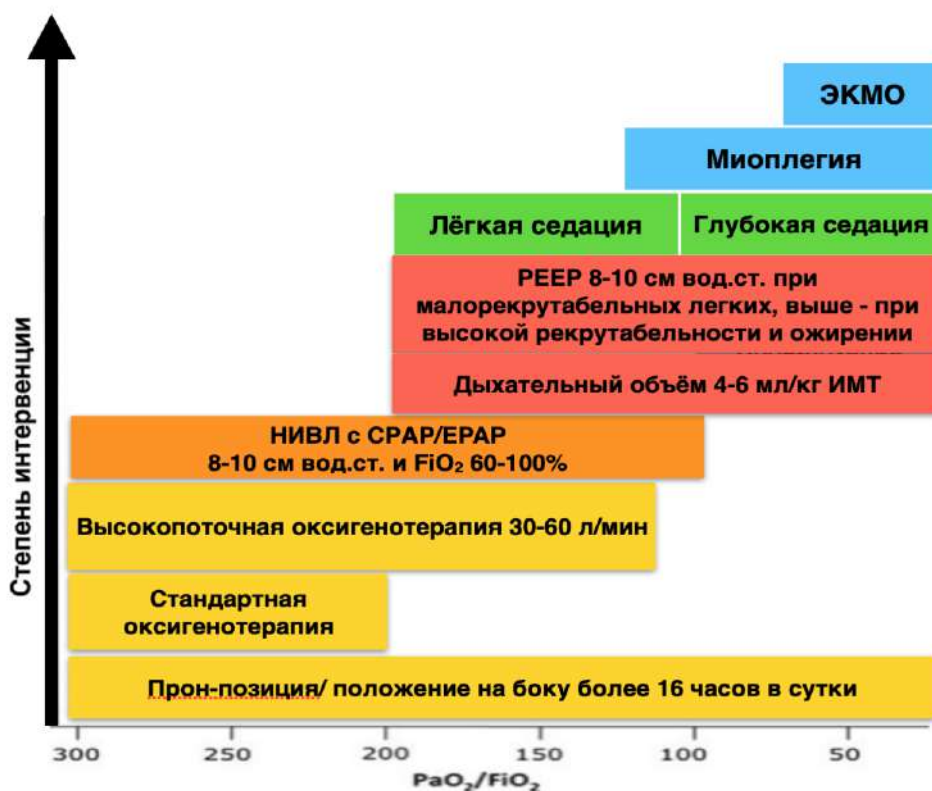 ЭКМО
Миоплегия
Лёгкая седация
Глубокая седация
PEEP 8-10 см вод.ст. при
малорекрутабельных легких, выше - при
высокой рекрутабельности и ожирении
Дыхательный объём 4-6 мл/кг ИМТ
НИВЛ с CPAP/EPAP
8-10 см вод.ст. и FiO₂ 60-100%
Высокопоточная оксигенотерапия 30-60 л/мин
Стандартная
оксигенотерапия
Прон-позиция/ положение на боку более 16 часов в сутки
Степень интервенции
300 250 200 150 100 50
PaO₂/FiO₂